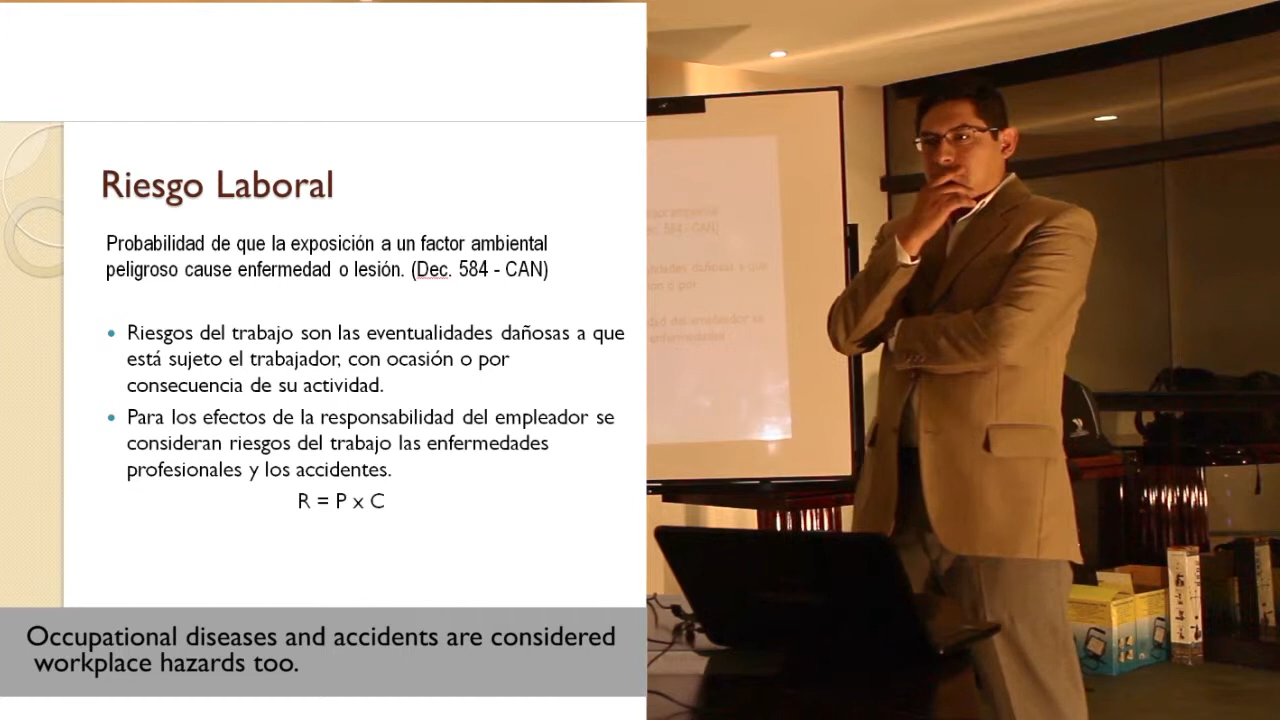 Riesgo Laboral
Probabilidad de que la exposición a un factor ambiental
peligroso cause enfermedad o lesión. (Dec. 584 - CAN)
• Riesgos del trabajo son las eventualidades dañosas a que
está sujeto el trabajador, con ocasión o por
consecuencia de su actividad.
• Para los efectos de la responsabilidad del empleador se
consideran riesgos del trabajo las enfermedades
profesionales y los accidentes.
R = P x C
Occupational diseases and accidents are considered
workplace hazards too.
dañosas a que